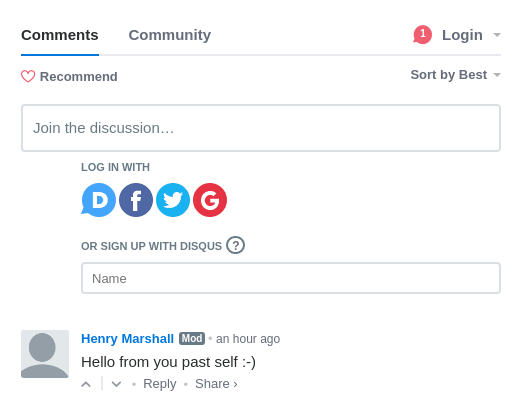 Comments Community 1 Login
Recommend Sort by Best
Join the discussion…
LOG IN WITH
OR SIGN UP WITH DISQUS ?
Name
Henry Marshall Mod • an hour ago
Hello from you past self :-)
• Reply • Share ›